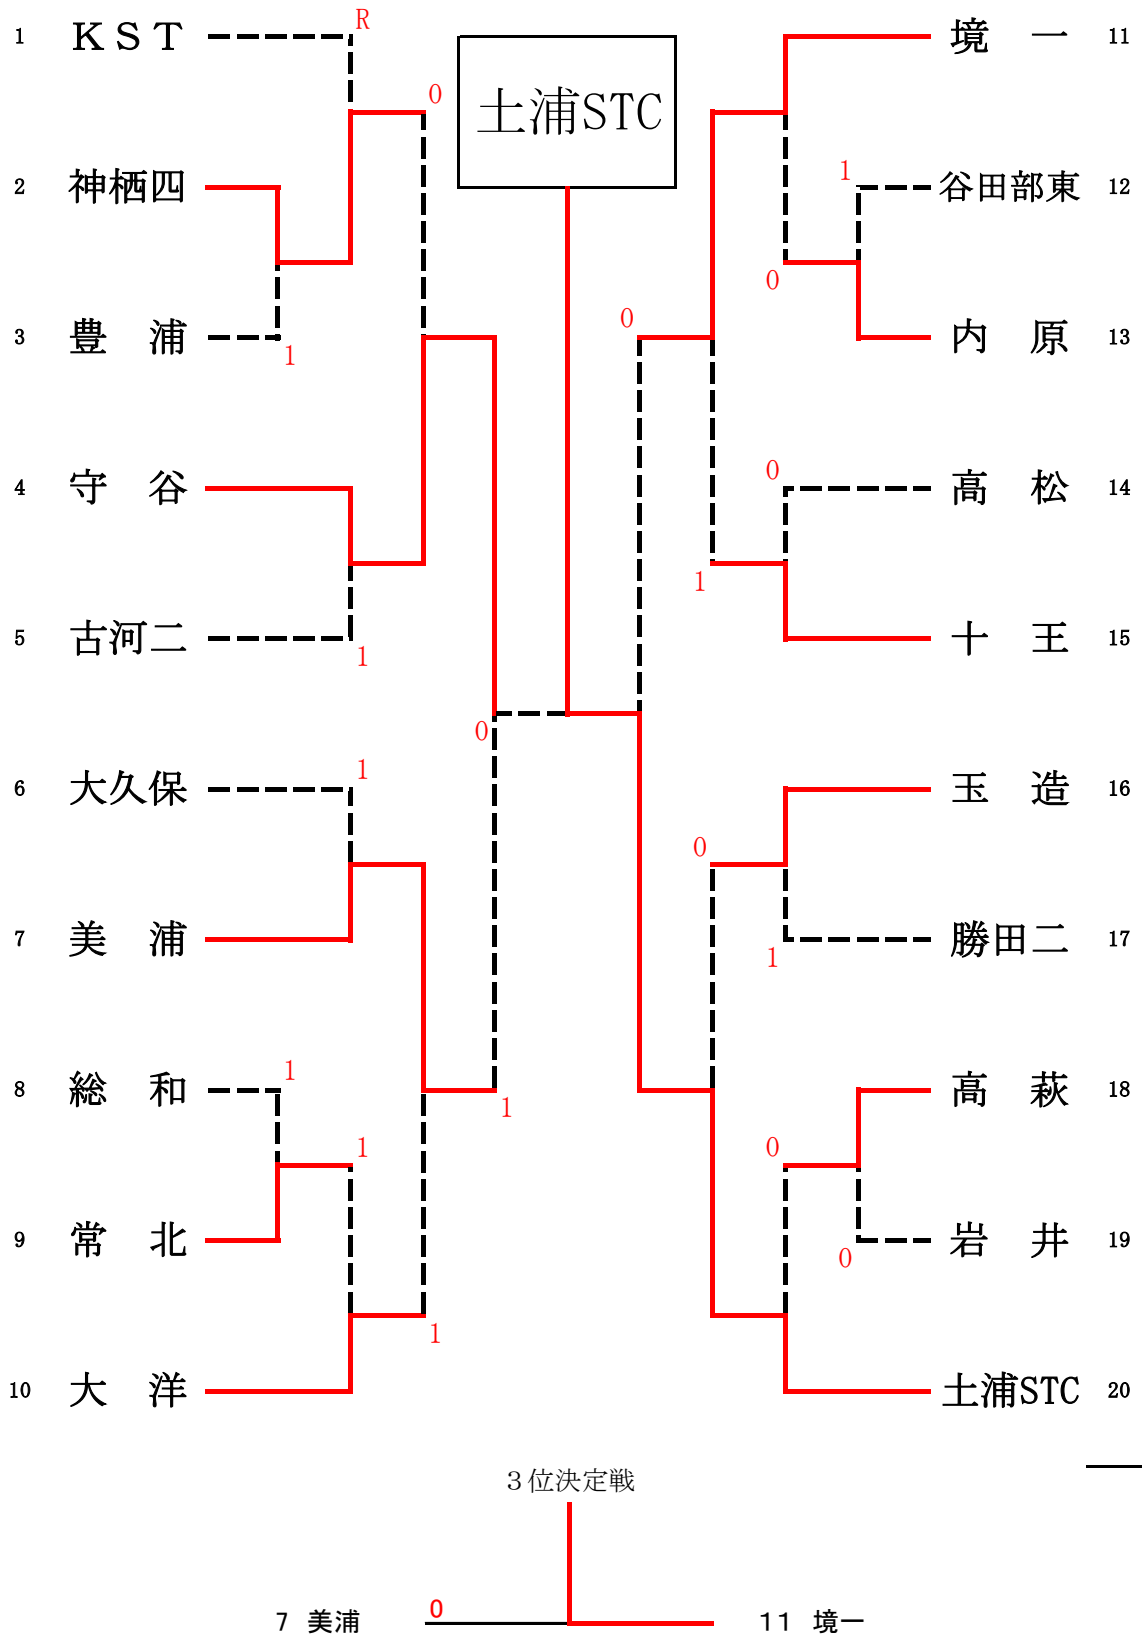 1 KST R
0
土浦STC
境 一 11
2 神栖四
1 谷田部東 12
0
3 豊 浦 1
0
内 原 13
4 守 谷
0 高 松 14
1
5 古河二 1
十 王 15
0
6 大久保 1
玉 造 16
0
7 美 浦
1 勝田二 17
8 総 和 1
1
高 萩 18
1
0
9 常 北
0 岩 井 19
1
10 大 洋
土浦STC 20
3位決定戦
7 美浦 0 11 境一